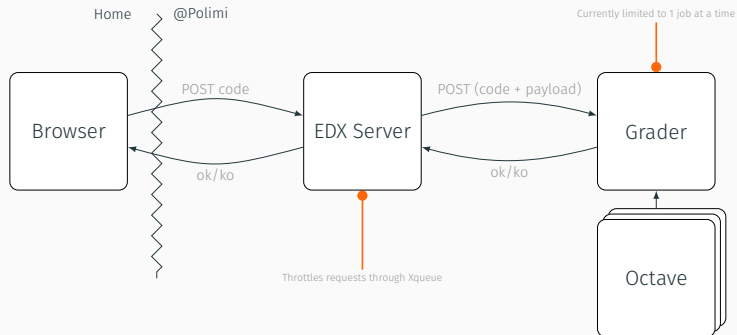 Home
@Polimi
Currently limited to 1 job at a time
POST code
POST (code + payload)
Browser
EDX Server
Grader
ok/ko
ok/ko
Throttles requests through Xqueue
Octave